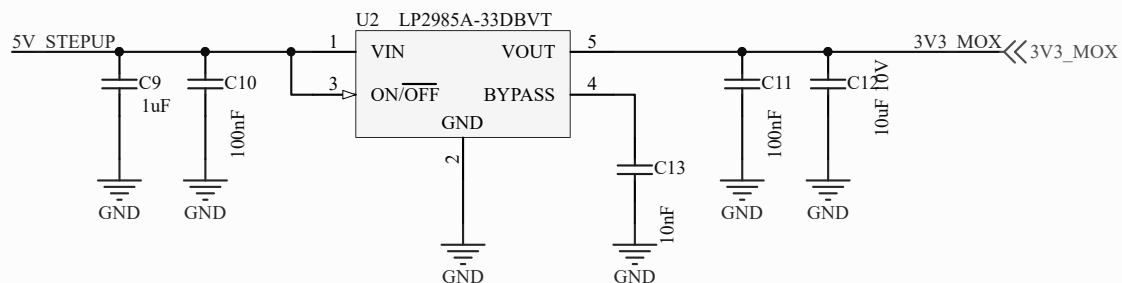 U2 LP2985A-33DBVT
5V_STEPUP
1
VIN
VOUT
5
3V3_MOX
3V3_MOX
C9
1uF
C10
100nF
3
ON/OFF
BYPASS
4
GND
2
C11
100nF
C12
10uF 10V
C13
10nF
GND
GND
GND
GND
GND
GND